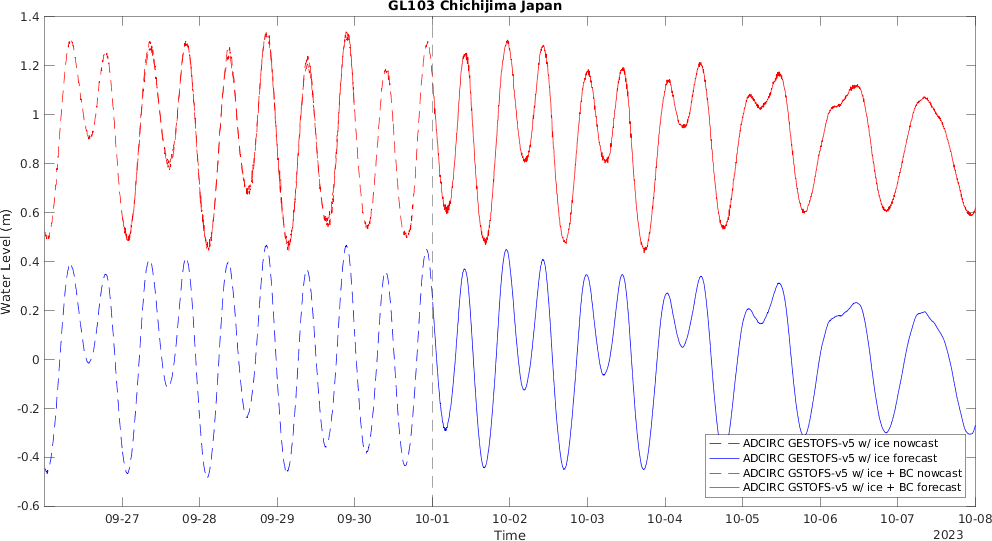 GL103 Chichijima Japan
1.4
1.2
1
0.8
0.6
0.4
0.2
0
-0.2
-0.4
-0.6
Water Level (m)
ADCIRC GESTOFS-v5 w/ ice nowcast
ADCIRC GESTOFS-v5 w/ ice forecast
ADCIRC GSTOFS-v5 w/ ice + BC nowcast
ADCIRC GSTOFS-v5 w/ ice + BC forecast
09-27 09-28 09-29 09-30 10-01 10-02 10-03 10-04 10-05 10-06 10-07 10-08
Time
2023